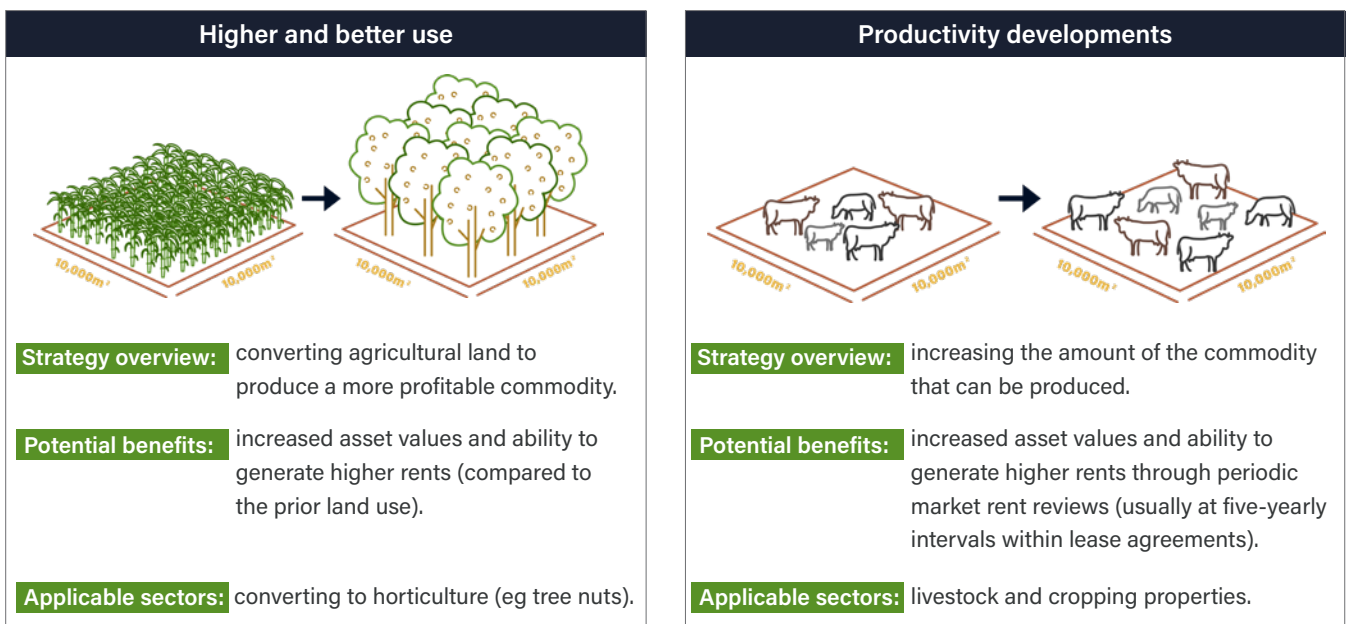 Higher and better use
10,000m²
10,000m²
10,000m²
10,000m²
Strategy overview: converting agricultural land to
produce a more profitable commodity.
Potential benefits: increased asset values and ability to
generate higher rents (compared to
the prior land use).
Applicable sectors: converting to horticulture (eg tree nuts).
Productivity developments
10,000m²
10,000m²
10,000m²
10,000m²
Strategy overview: increasing the amount of the commodity
that can be produced.
Potential benefits: increased asset values and ability to
generate higher rents through periodic
market rent reviews (usually at five-yearly
intervals within lease agreements).
Applicable sectors: livestock and cropping properties.